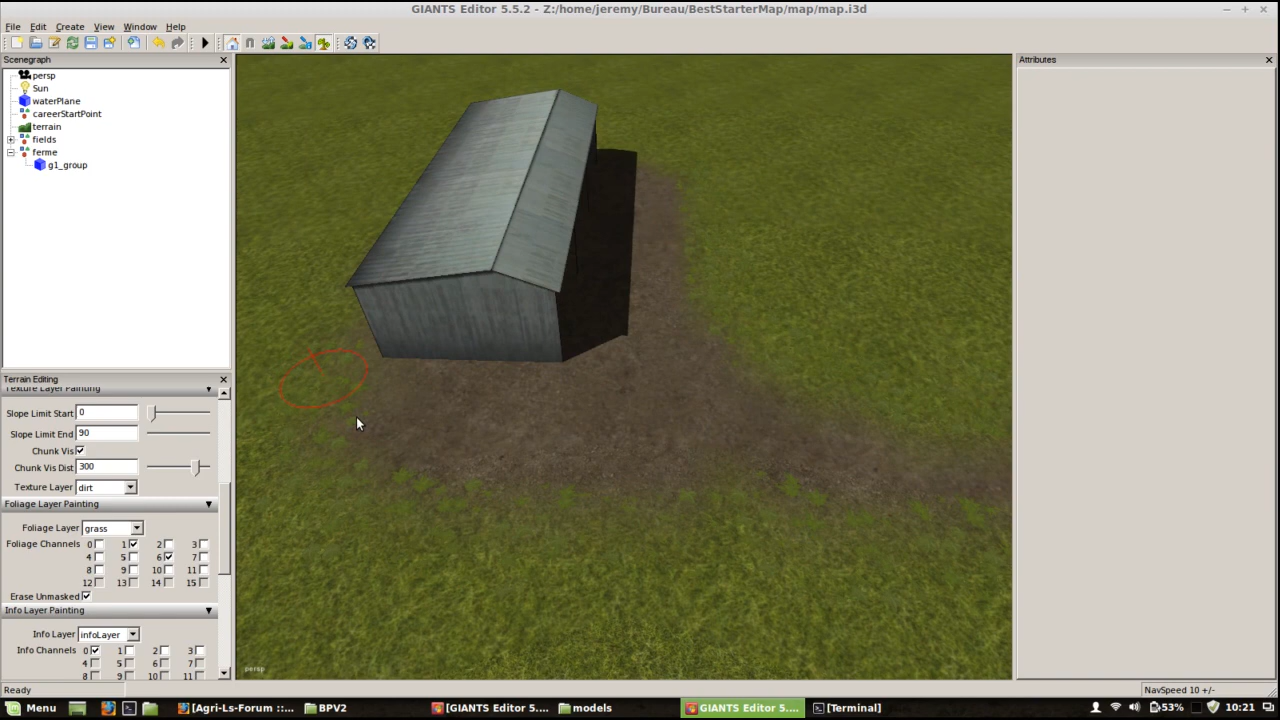 GIANTS Editor 5.5.2 - Z:/home/jeremy/Bureau/BestStarterMap/map/map.i3d
File Edit Create View Window Help
Scenegraph
Attributes
persp
Sun
waterPlane
careerStartPoint
terrain
fields
ferme
g1_group
Terrain Editing
Texture Layer Painting
Slope Limit Start 0
Slope Limit End 90
Chunk Vis
Chunk Vis Dist 300
Texture Layer dirt
Foliage Layer Painting
Foliage Layer grass
Foliage Channels 0 1 2 3
4 5 6 7
8 9 10 11
12 13 14 15
Erase Unmasked
Info Layer Painting
Info Layer infoLayer
Info Channels 0 1 2 3
4 5 6 7
8 9 10 11
persp
Ready
NavSpeed 10 +/-
Menu [Agri-Ls-Forum ::... BPV2 [GIANTS Editor 5.... models GIANTS Editor 5.... [Terminal] 53% 10:21